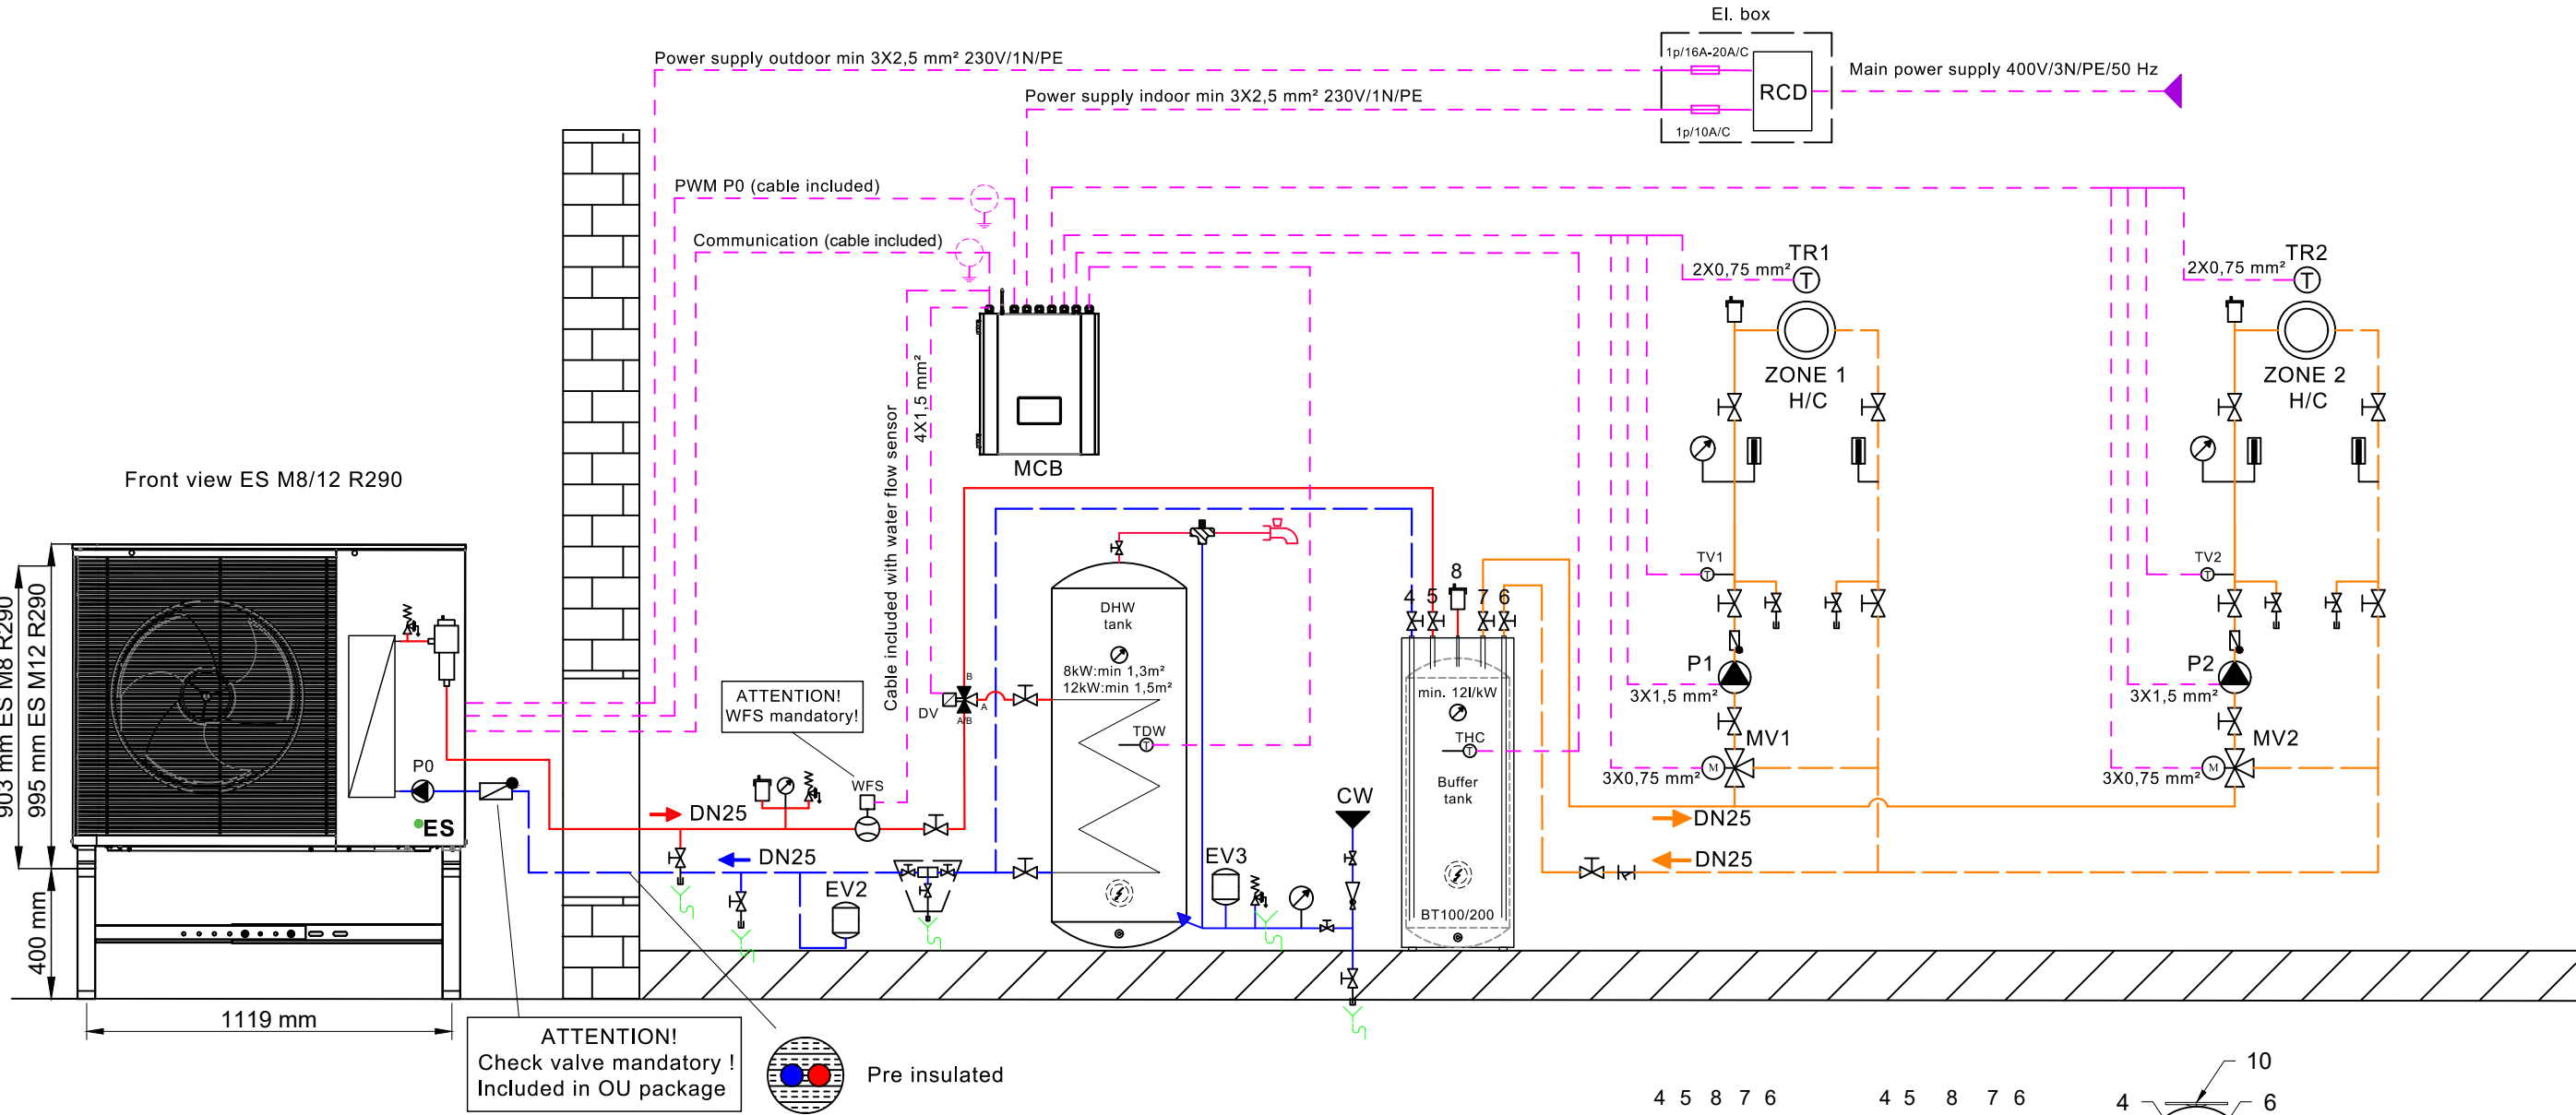 El. box
Power supply outdoor min 3X2,5 mm² 230V/1N/PE
1p/16A-20A/C
RCD
Main power supply 400V/3N/PE/50 Hz
Power supply indoor min 3X2,5 mm² 230V/1N/PE
1p/10A/C
PWM P0 (cable included)
Communication (cable included)
TR1
2X0,75 mm²
T
TR2
2X0,75 mm²
T
ZONE 1
H/C
ZONE 2
H/C
4X1,5 mm²
Cable included with water flow sensor
MCB
Front view ES M8/12 R290
903 mm ES M8 R290
995 mm ES M12 R290
400 mm
1119 mm
P0
ES
ATTENTION!
WFS mandatory!
WFS
DV
B
A
A/B
DN25
DN25
EV2
DHW
tank
8kW:min 1,3m²
12kW:min 1,5m²
TDW
T
EV3
CW
4 5 8 7 6
min. 12l/kW
THC
T
Buffer
tank
BT100/200
TV1
T
P1
3X1,5 mm²
MV1
M
3X0,75 mm²
TV2
T
P2
3X1,5 mm²
MV2
M
3X0,75 mm²
DN25
DN25
ATTENTION!
Check valve mandatory !
Included in OU package
Pre insulated
4 5 8 7 6
4 5 8 7 6
10
4
6